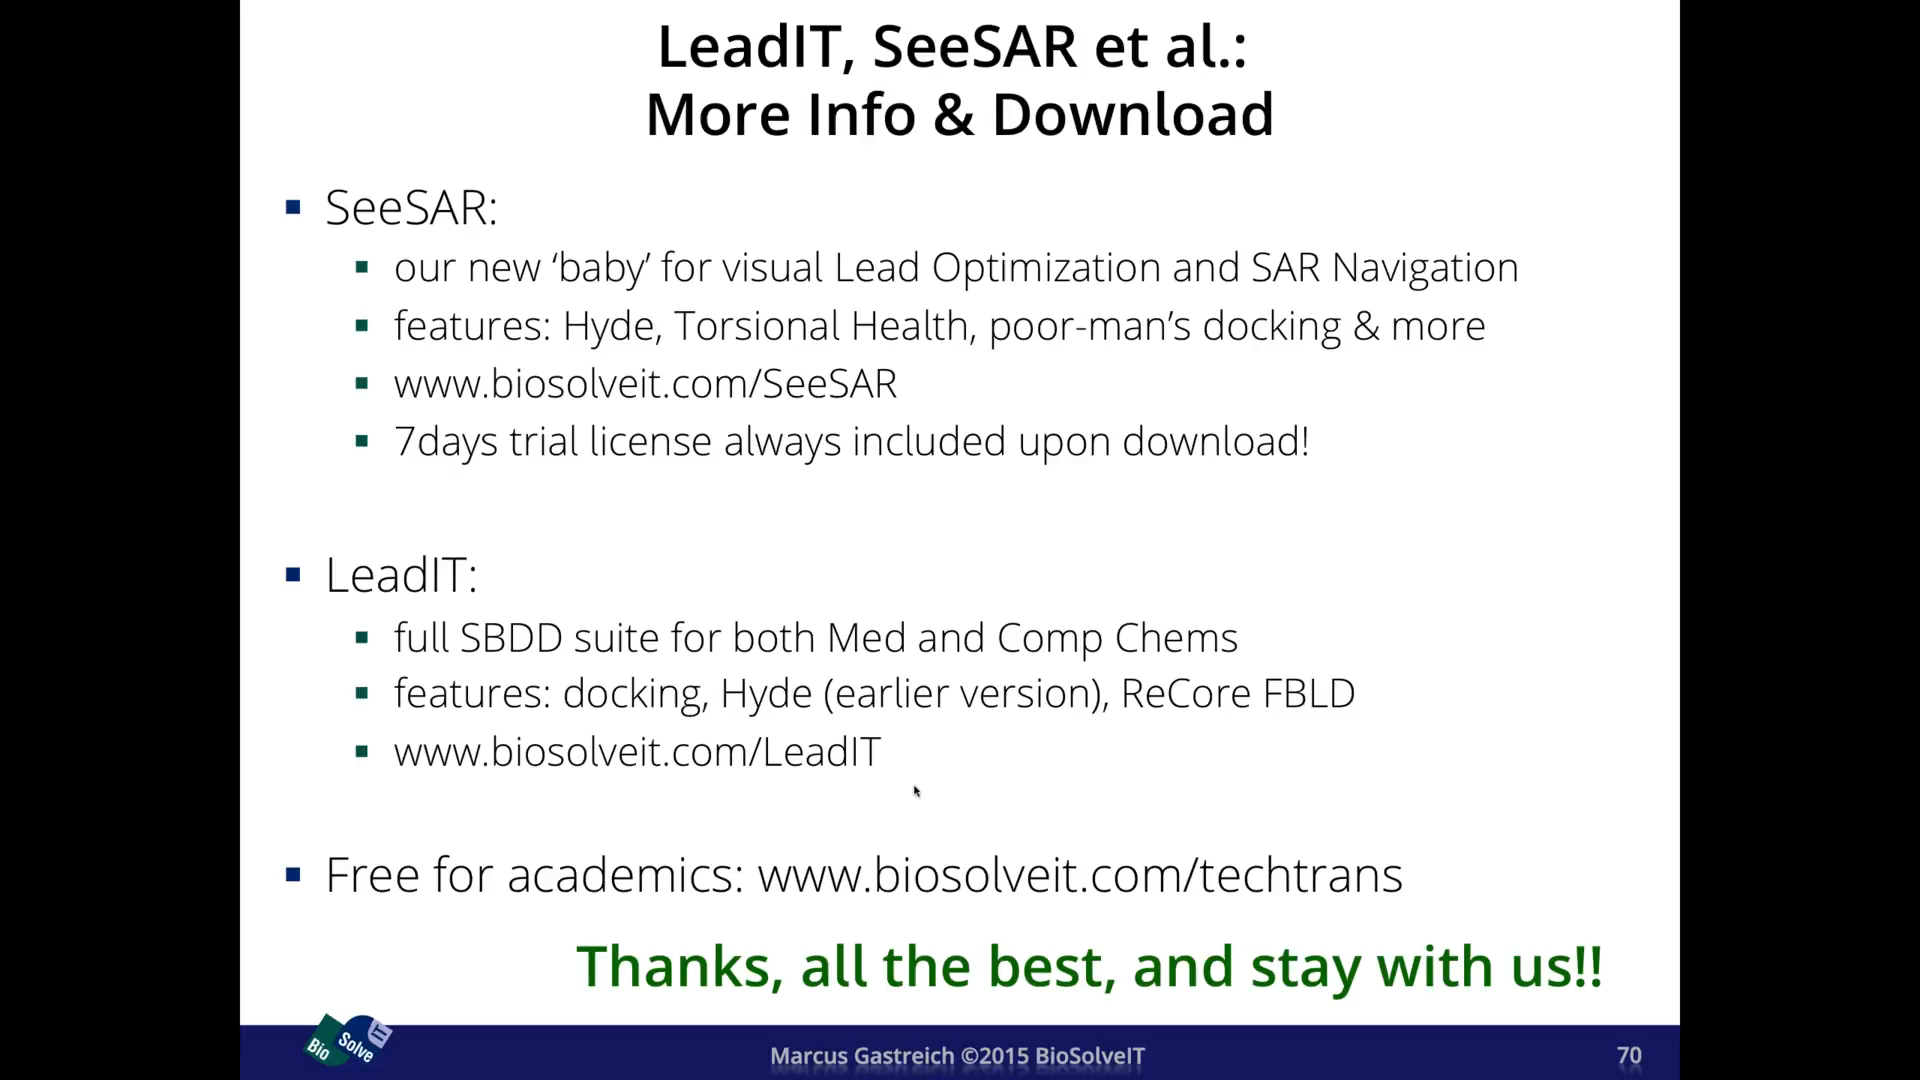 LeadIT, SeeSAR et al.:
More Info & Download
SeeSAR:
our new ‘baby’ for visual Lead Optimization and SAR Navigation
features: Hyde, Torsional Health, poor-man’s docking & more
www.biosolveit.com/SeeSAR
7days trial license always included upon download!
LeadIT:
full SBDD suite for both Med and Comp Chems
features: docking, Hyde (earlier version), ReCore FBLD
www.biosolveit.com/LeadIT
Free for academics: www.biosolveit.com/techtrans
Thanks, all the best, and stay with us!!
Bio Solve IT
Marcus Gastreich ©2015 BioSolveIT
70